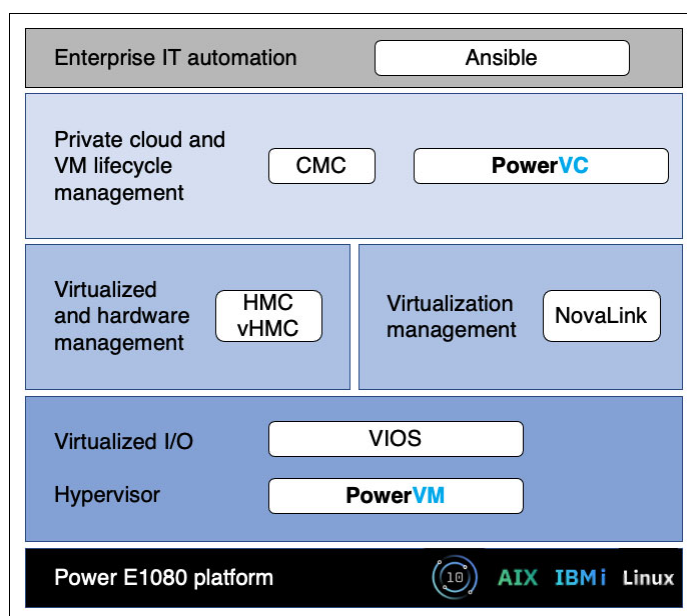 Enterprise IT automation
Ansible
Private cloud and
VM lifecycle
management
CMC
PowerVC
Virtualized
and hardware
management
HMC
vHMC
Virtualization
management
NovaLink
Virtualized I/O
VIOS
Hypervisor
PowerVM
Power E1080 platform
10
AIX
IBM i
Linux